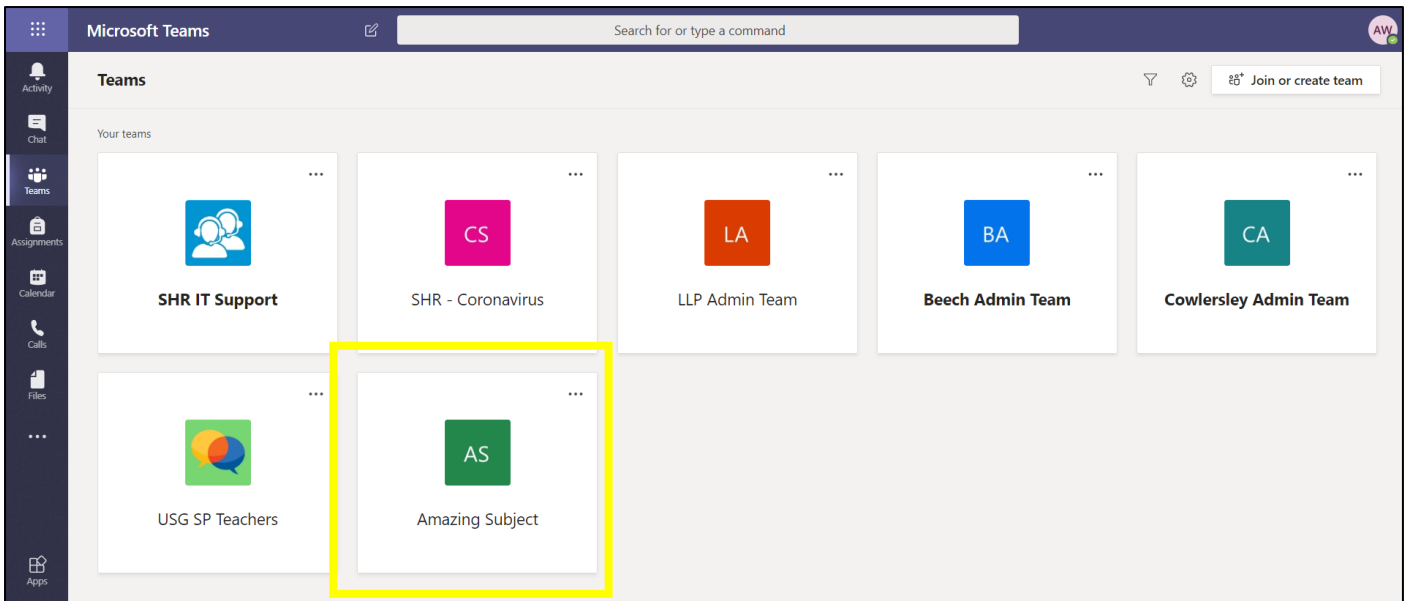 Microsoft Teams
Search for or type a command
AW
Activity
Chat
Teams
Assignments
Calendar
Calls
Files
Apps
Teams
Join or create team
Your teams
SHR IT Support
CS
SHR - Coronavirus
LA
LLP Admin Team
BA
Beech Admin Team
CA
Cowlersley Admin Team
USG SP Teachers
AS
Amazing Subject